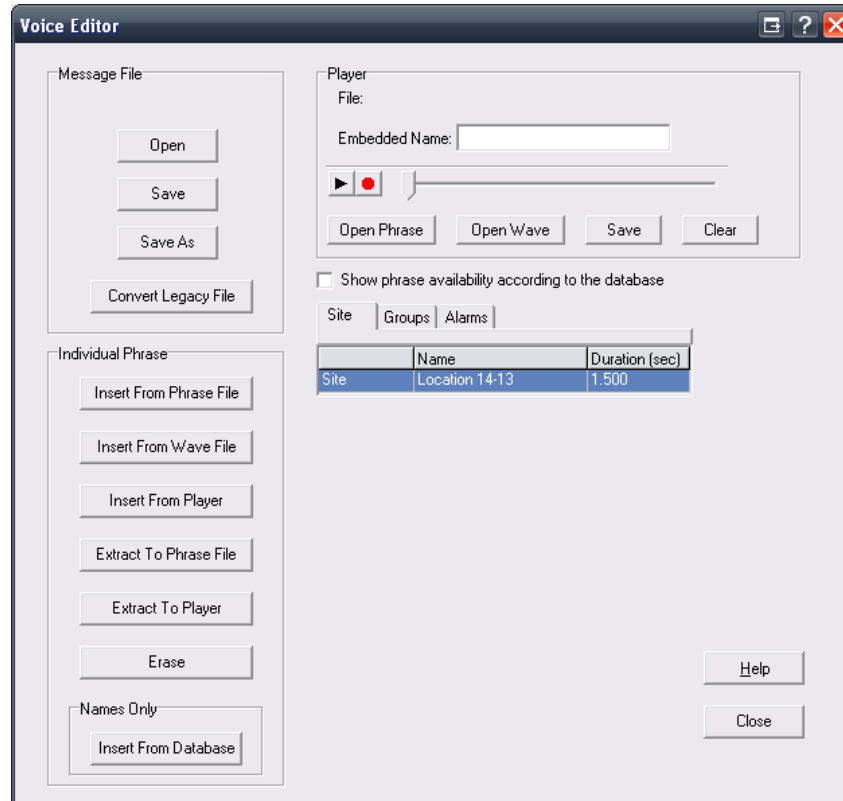 Voice Editor
?
Message File
Open
Save
Save As
Convert Legacy File
Individual Phrase
Insert From Phrase File
Insert From Wave File
Insert From Player
Extract To Phrase File
Extract To Player
Erase
Names Only
Insert From Database
Player
File:
Embedded Name:
Open Phrase Open Wave Save Clear
Show phrase availability according to the database
Site Groups Alarms
Name Duration (sec)
Site Location 14-13 1.500
Help
Close